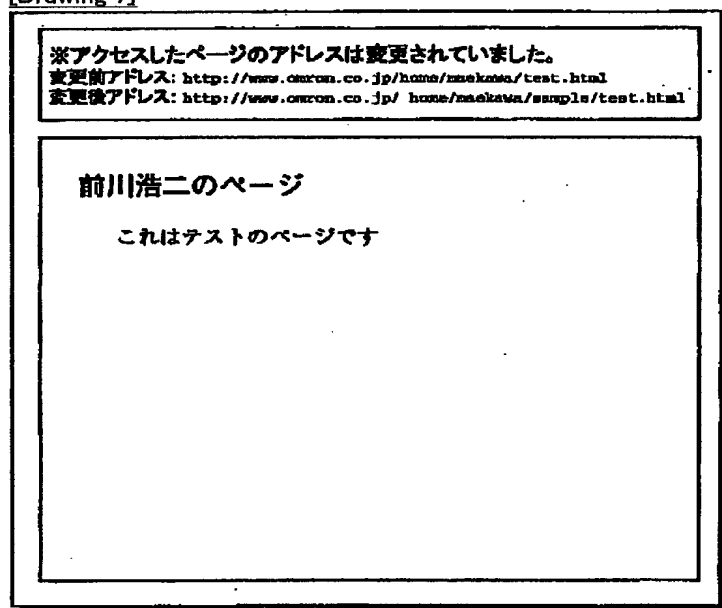 [Drawing 7]
※アクセスしたページのアドレスは変更されていました。
変更前アドレス: http://www.omron.co.jp/home/maekawa/test.html
変更後アドレス: http://www.omron.co.jp/ home/maekawa/sample/test.html
前川浩二のページ
これはテストのページです